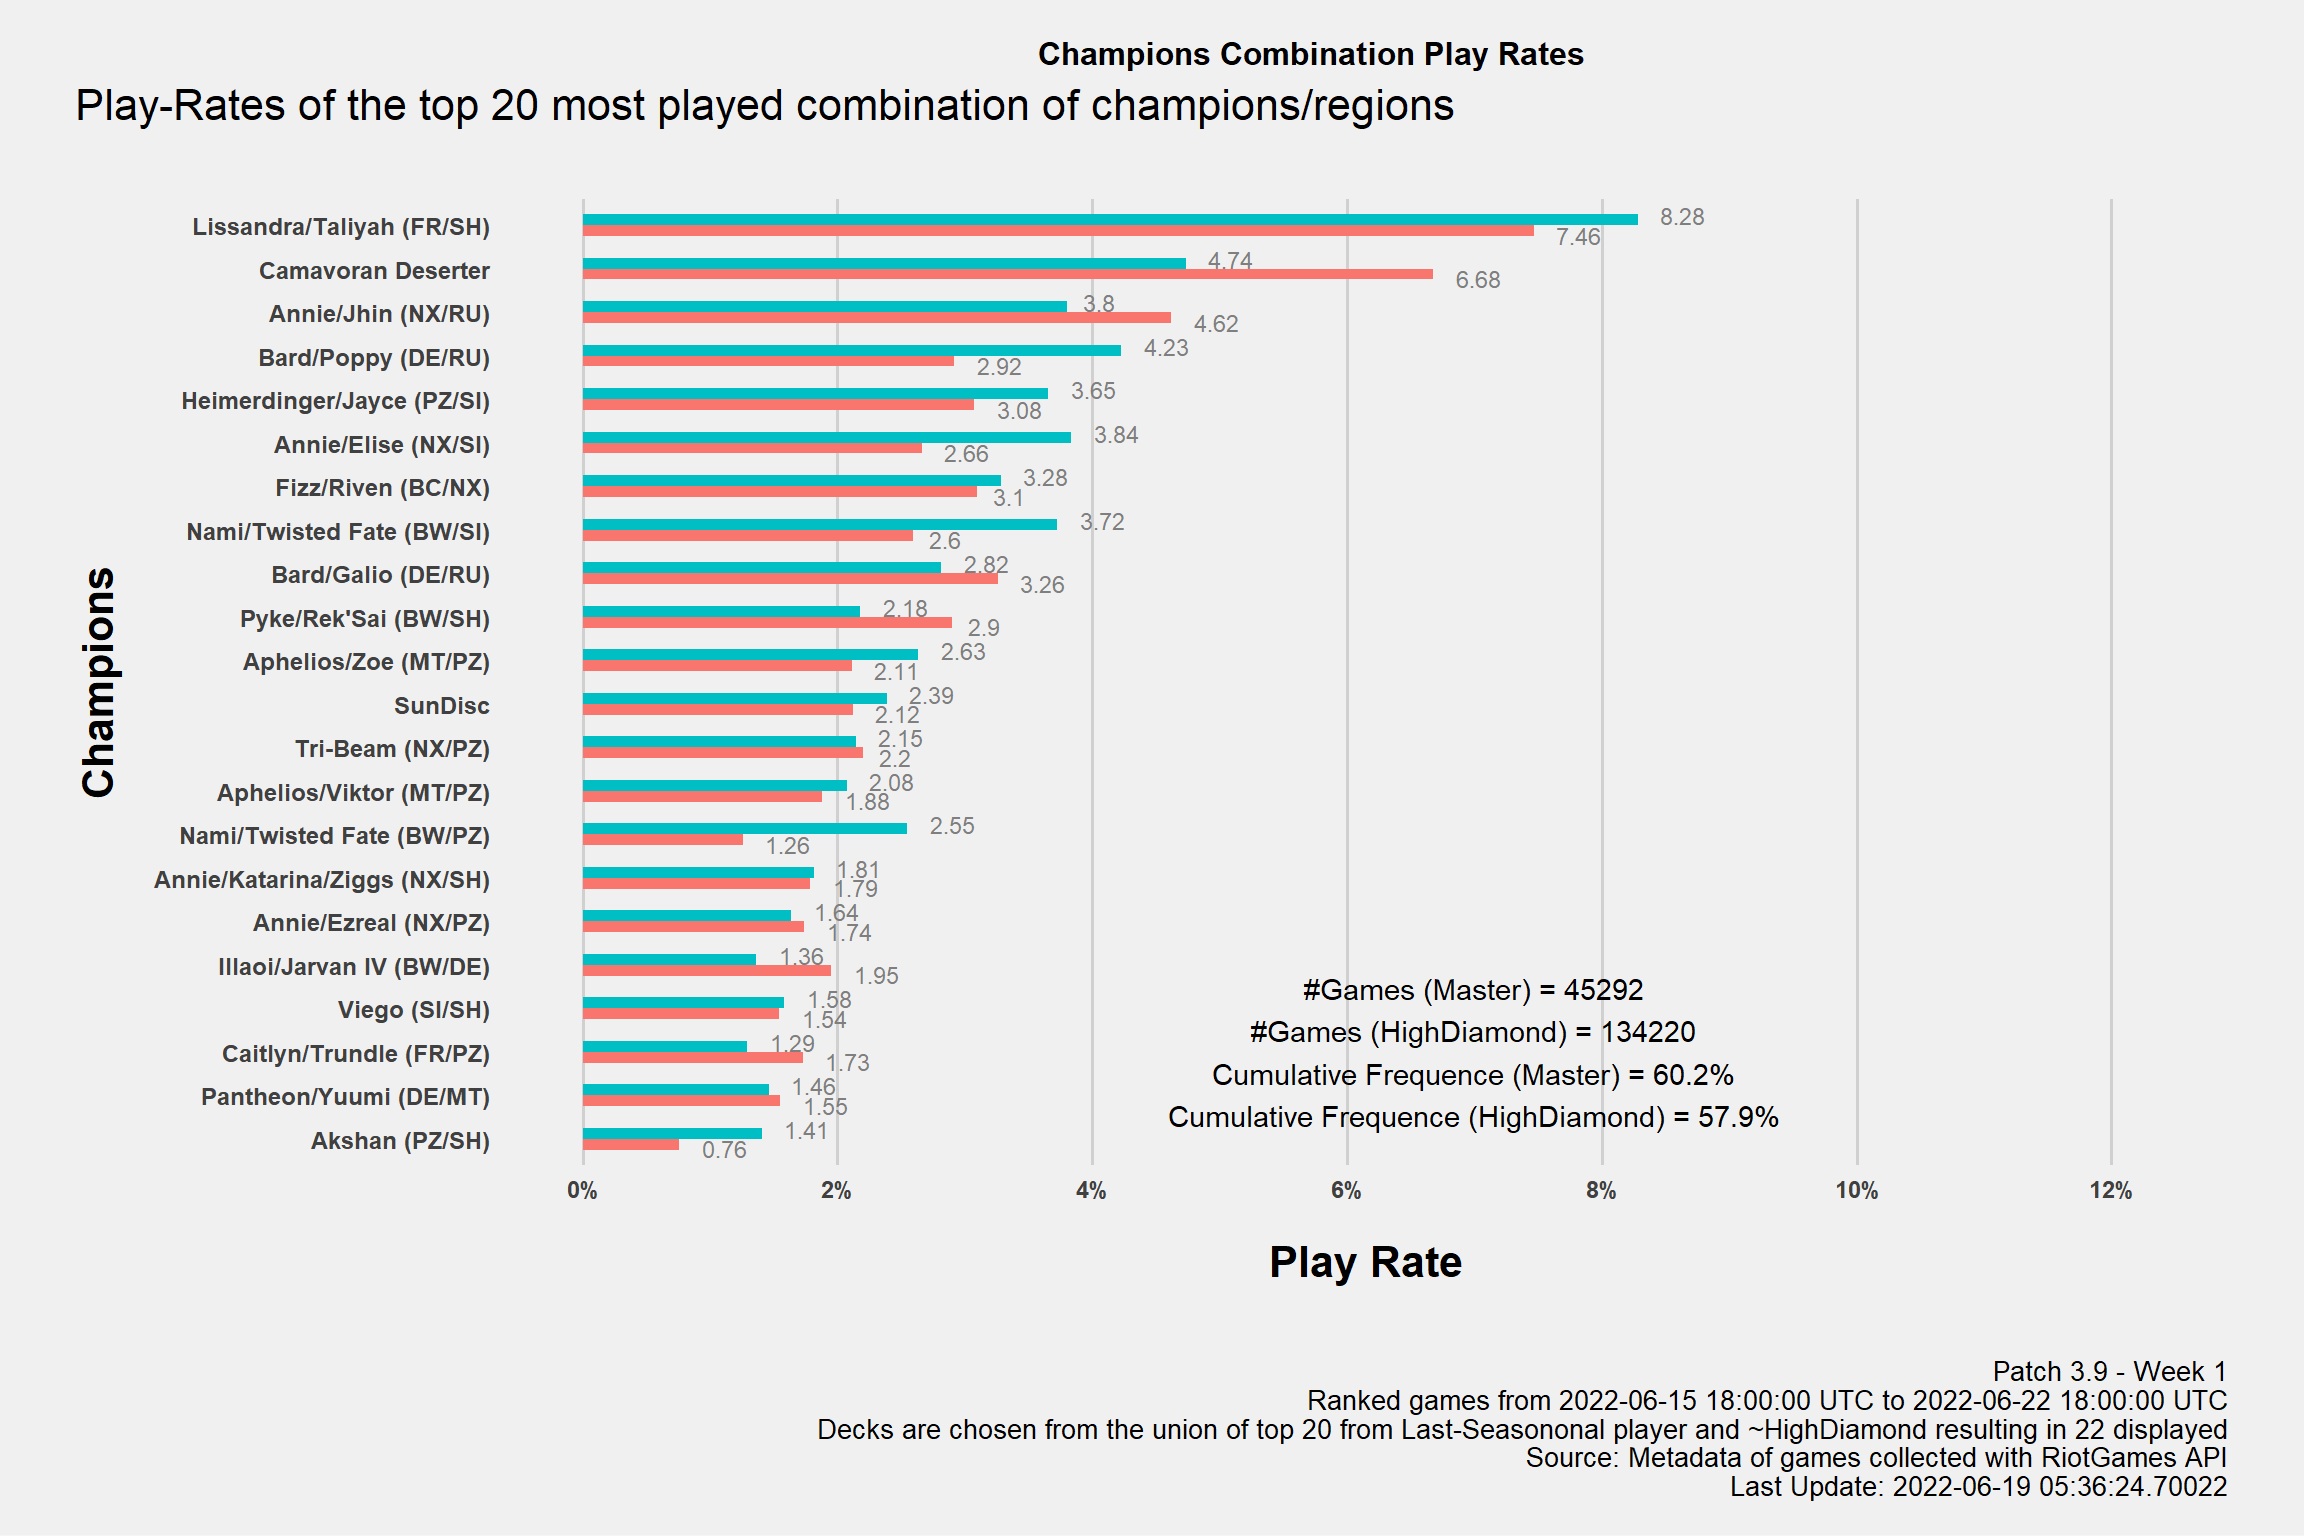 Champions Combination Play Rates
Play-Rates of the top 20 most played combination of champions/regions
Champions
Lissandra/Taliyah (FR/SH)
8.28
7.46
Camavoran Deserter
4.74
6.68
Annie/Jhin (NX/RU)
3.8
4.62
Bard/Poppy (DE/RU)
4.23
2.92
Heimerdinger/Jayce (PZ/SI)
3.65
3.08
Annie/Elise (NX/SI)
3.84
2.66
Fizz/Riven (BC/NX)
3.28
3.1
Nami/Twisted Fate (BW/SI)
3.72
2.6
Bard/Galio (DE/RU)
2.82
3.26
Pyke/Rek'Sai (BW/SH)
2.18
2.9
Aphelios/Zoe (MT/PZ)
2.63
2.11
SunDisc
2.39
2.12
Tri-Beam (NX/PZ)
2.15
2.2
Aphelios/Viktor (MT/PZ)
2.08
1.88
Nami/Twisted Fate (BW/PZ)
2.55
1.26
Annie/Katarina/Ziggs (NX/SH)
1.81
1.79
Annie/Ezreal (NX/PZ)
1.64
1.74
Illaoi/Jarvan IV (BW/DE)
1.36
1.95
Viego (SI/SH)
1.58
1.54
Caitlyn/Trundle (FR/PZ)
1.29
1.73
Pantheon/Yuumi (DE/MT)
1.46
1.55
Akshan (PZ/SH)
1.41
0.76
#Games (Master) = 45292
#Games (HighDiamond) = 134220
Cumulative Frequence (Master) = 60.2%
Cumulative Frequence (HighDiamond) = 57.9%
0% 2% 4% 6% 8% 10% 12%
Play Rate
Patch 3.9 - Week 1
Ranked games from 2022-06-15 18:00:00 UTC to 2022-06-22 18:00:00 UTC
Decks are chosen from the union of top 20 from Last-Seasononal player and ~HighDiamond resulting in 22 displayed
Source: Metadata of games collected with RiotGames API
Last Update: 2022-06-19 05:36:24.70022